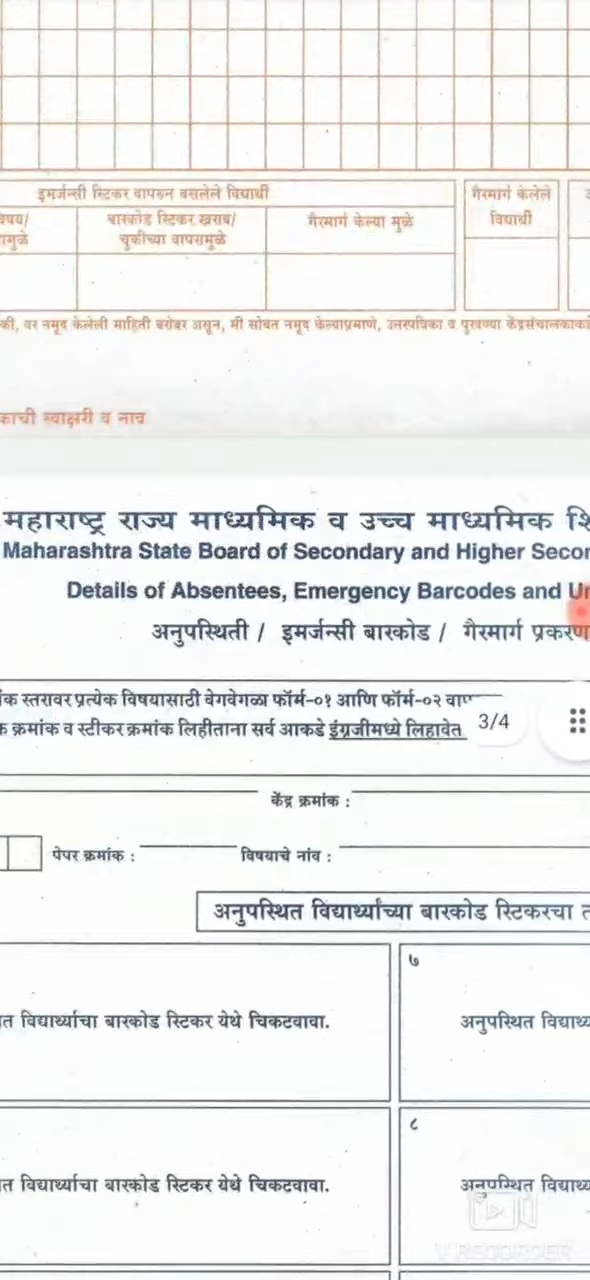 इमर्जन्सी स्टिकर वापरुन बसलेले विद्यार्थी
गैरमार्ग केलेले विद्यार्थी
विषय/
मुळे
बारकोड स्टिकर खराब/
चुकीच्या वापरामुळे
गैरमार्ग केल्या मुळे
की, वर नमूद केलेली माहिती बरोबर असून, मी सोबत नमूद केल्याप्रमाणे, उत्तरपत्रिका व पुरवण्या
काची स्वाक्षरी व नाव
महाराष्ट्र राज्य माध्यमिक व उच्च माध्यमिक शि
Maharashtra State Board of Secondary and Higher Secon
Details of Absentees, Emergency Barcodes and Un
अनुपस्थिती / इमर्जन्सी बारकोड / गैरमार्ग प्रकरण
क स्तरावर प्रत्येक विषयासाठी वेगवेगळा फॉर्म-०१ आणि फॉर्म-०२ वाप
क क्रमांक व स्टीकर क्रमांक लिहीताना सर्व आकडे इंग्रजीमध्ये लिहावेत
3/4
केंद्र क्रमांक :
पेपर क्रमांक : विषयाचे नांव :
अनुपस्थित विद्यार्थ्यांच्या बारकोड स्टिकरचा त
७
त विद्यार्थ्याचा बारकोड स्टिकर येथे चिकटवावा. अनुपस्थित विद्यार्थ्य
८
त विद्यार्थ्याचा बारकोड स्टिकर येथे चिकटवावा. अनुपस्थित विद्यार्थ्य
V RECORDER